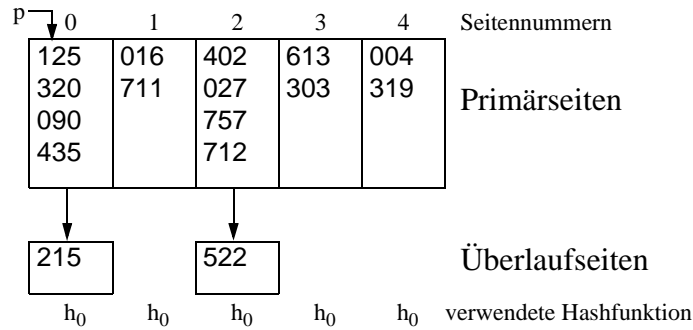 p 0 1 2 3 4 Seitennummern
125 016 402 613 004
320 711 027 303 319 Primärseiten
090 757
435 712
215 522 Überlaufseiten
h0 h0 h0 h0 h0 verwendete Hashfunktion